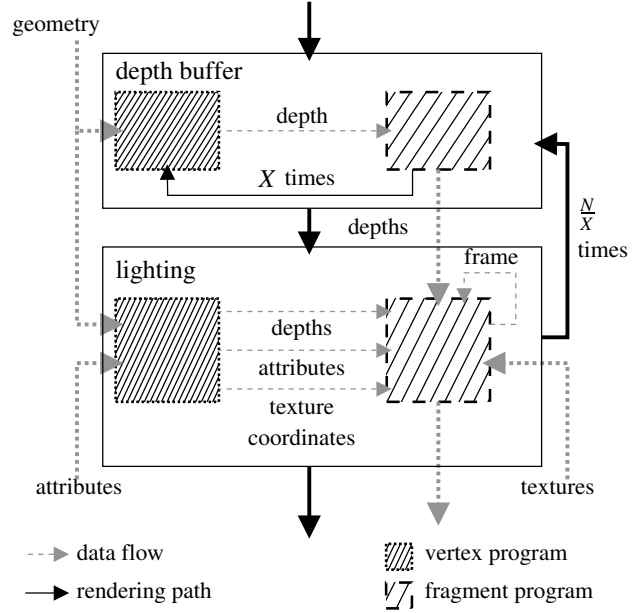 geometry
depth buffer
depth
X times
N/X
times
depths
frame
lighting
depths
attributes
texture
coordinates
attributes
textures
data flow
vertex program
rendering path
fragment program